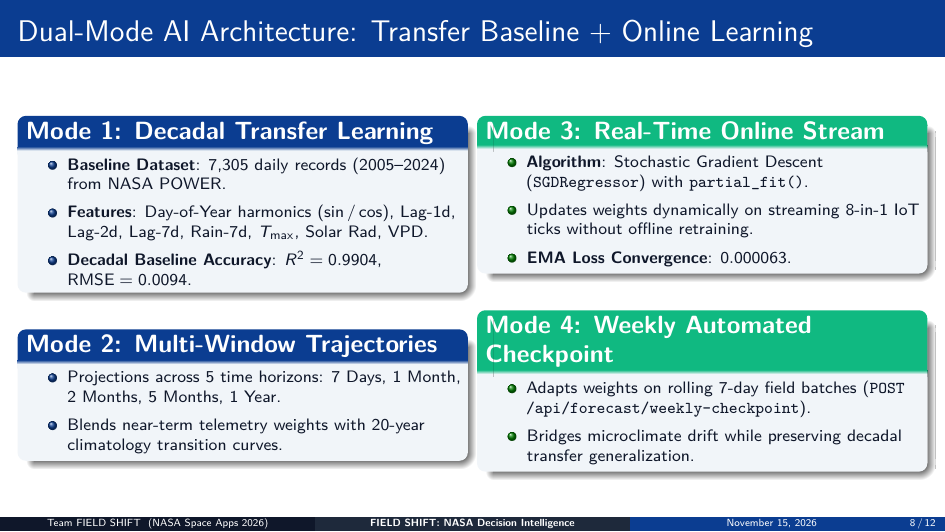 Dual-Mode AI Architecture: Transfer Baseline + Online Learning
Mode 1: Decadal Transfer Learning
Baseline Dataset: 7,305 daily records (2005–2024)
from NASA POWER.
Features: Day-of-Year harmonics (sin / cos), Lag-1d,
Lag-2d, Lag-7d, Rain-7d, Tmax, Solar Rad, VPD.
Decadal Baseline Accuracy: R² = 0.9904,
RMSE = 0.0094.
Mode 2: Multi-Window Trajectories
Projections across 5 time horizons: 7 Days, 1 Month,
2 Months, 5 Months, 1 Year.
Blends near-term telemetry weights with 20-year
climatology transition curves.
Mode 3: Real-Time Online Stream
Algorithm: Stochastic Gradient Descent
(SGDRegressor) with partial_fit().
Updates weights dynamically on streaming 8-in-1 IoT
ticks without offline retraining.
EMA Loss Convergence: 0.000063.
Mode 4: Weekly Automated
Checkpoint
Adapts weights on rolling 7-day field batches (POST
/api/forecast/weekly-checkpoint).
Bridges microclimate drift while preserving decadal
transfer generalization.
Team FIELD SHIFT (NASA Space Apps 2026)
FIELD SHIFT: NASA Decision Intelligence
November 15, 2026
8 / 12